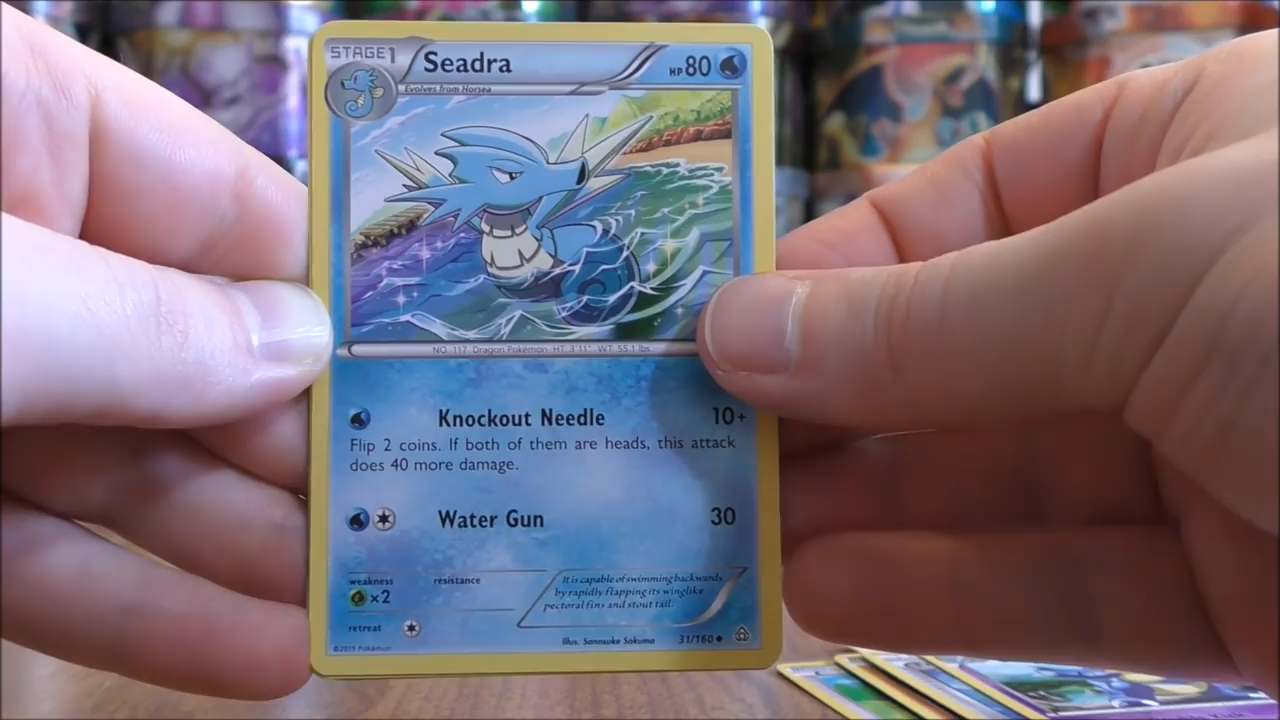 STAGE1
Seadra
HP80
Evolves from Horsea
NO. 117 Dragon Pokémon HT: 3'11" WT: 55.1 lbs.
Knockout Needle 10+
Flip 2 coins. If both of them are heads, this attack
does 40 more damage.
Water Gun 30
weakness resistance
×2
retreat
It is capable of swimming backwards
by rapidly flapping its winglike
pectoral fins and stout tail.
Illus. Sanosuke Sakuma 31/160
©2015 Pokémon